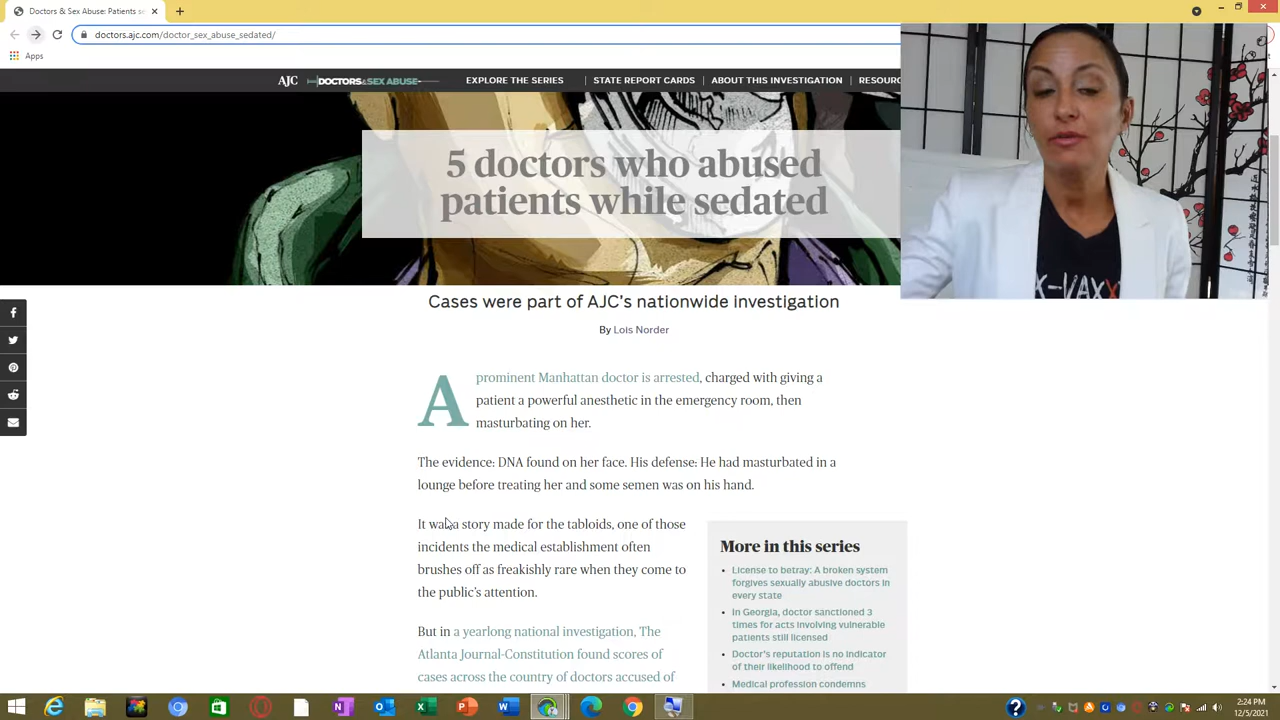 Doctors & Sex Abuse: Patients se
doctors.ajc.com/doctor_sex_abuse_sedated/
Apps
AJC DOCTORS&SEX ABUSE EXPLORE THE SERIES STATE REPORT CARDS ABOUT THIS INVESTIGATION RESOUR
5 doctors who abused
patients while sedated
X-VAXX
Cases were part of AJC's nationwide investigation
By Lois Norder
A prominent Manhattan doctor is arrested, charged with giving a
patient a powerful anesthetic in the emergency room, then
masturbating on her.
The evidence: DNA found on her face. His defense: He had masturbated in a
lounge before treating her and some semen was on his hand.
It was a story made for the tabloids, one of those
incidents the medical establishment often
brushes off as freakishly rare when they come to
the public's attention.
But in a yearlong national investigation, The
Atlanta Journal-Constitution found scores of
cases across the country of doctors accused of
More in this series
License to betray: A broken system
forgives sexually abusive doctors in
every state
In Georgia, doctor sanctioned 3
times for acts involving vulnerable
patients still licensed
Doctor's reputation is no indicator
of their likelihood to offend
Medical profession condemns
2:24 PM
12/5/2021